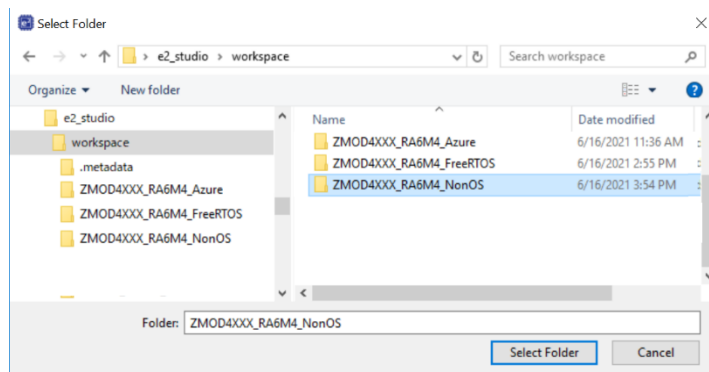 Select Folder
e2_studio > workspace
Search workspace
Organize
New folder
e2_studio
workspace
.metadata
ZMOD4XXX_RA6M4_Azure
ZMOD4XXX_RA6M4_FreeRTOS
ZMOD4XXX_RA6M4_NonOS
Name Date modified
ZMOD4XXX_RA6M4_Azure 6/16/2021 11:36 AM
ZMOD4XXX_RA6M4_FreeRTOS 6/16/2021 2:55 PM
ZMOD4XXX_RA6M4_NonOS 6/16/2021 3:54 PM
Folder: ZMOD4XXX_RA6M4_NonOS
Select Folder Cancel